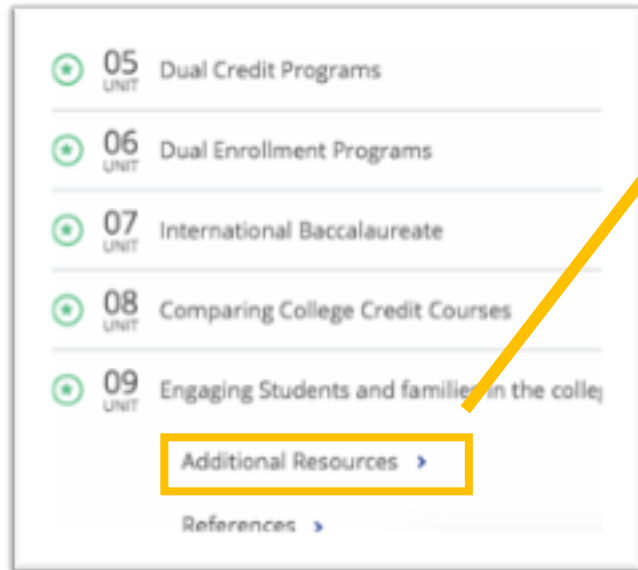 05 UNIT Dual Credit Programs
06 UNIT Dual Enrollment Programs
07 UNIT International Baccalaureate
08 UNIT Comparing College Credit Courses
09 UNIT Engaging Students and families in the
Additional Resources >
References >